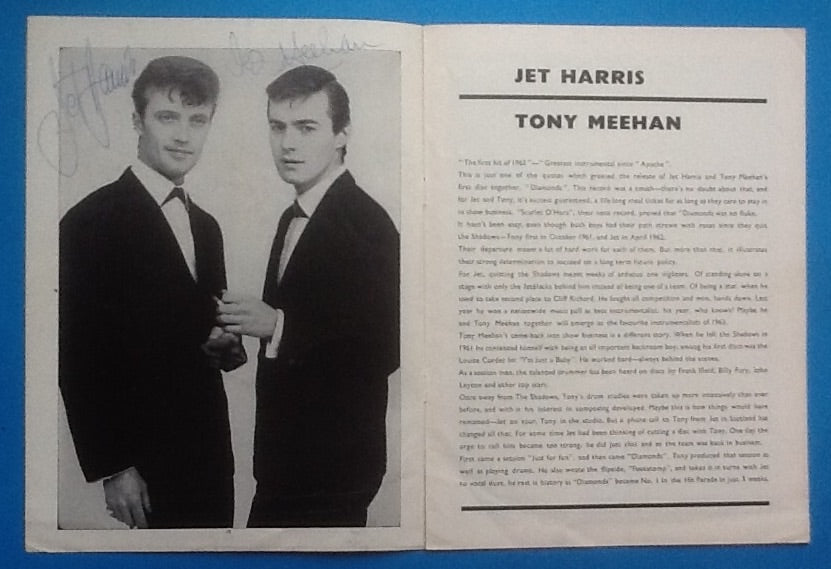 Jet Harris
Meehan
JET HARRIS
TONY MEEHAN
"The first hit of 1963"—"Greatest instrumental since "Apache".
This is just one of the quotes which greeted the release of Jet Harris and Tony Meehan's
first disc together, "Diamonds". This record was a smash—there's no doubt about that, and
for Jet and Tony, it's success guaranteed, a life long meal ticket for as long as they care to stay in
in show business. "Scarlet O'Hara", their next record, proved that "Diamonds was no fluke.
It hasn't been easy, even though both boys had their path strewn with roses since they quit
the Shadows—Tony first in October 1961, and Jet in April 1962.
Their departure meant a lot of hard work for each of them. But more than that, it illustrates
their strong determination to succeed on a long term future policy.
For Jet, quitting the Shadows meant weeks of arduous one nighters. Of standing alone on a
stage with only the Jetblacks behind him instead of being one of a team. Of being a star, when he
used to take second place to Cliff Richard. He fought all competition and won, hands down. Last
year he was a nationwide music poll as best instrumentalist, his year, who knows? Maybe he
and Tony Meehan together will emerge as the favourite instrumentalists of 1963.
Tony Meehan's come-back into show business is a different story. When he left the Shadows in
1961 he contented himself with being an all important backroom boy, among his first discs was the
Louise Cordet for "I'm Just a Baby". He worked hard—always behind the scenes.
As a session man, the talented drummer has been heard on discs by Frank Ifield, Billy Fury, John
Leyton and other top stars.
Once away from The Shadows, Tony's drum studies were taken up more intensively than ever
before, and with is his interest in composing developed. Maybe this is how things would have
remained—Jet on tour, Tony in the studio. But a phone call to Tony from Jet in Scotland has
changed all that. For some time Jet had been thinking of cutting a disc with Tony. One day the
urge to call him became too strong, he did just that and so the team was back in business.
First came a session "Just for fun", and then came "Diamonds". Tony produced that session as
well as playing drums. He also wrote the flipside, "Footstomp", and takes it in turns with Jet
to vocal duet, he rest is history as "Diamonds" became No. 1 in the Hit Parade in just 3 weeks.